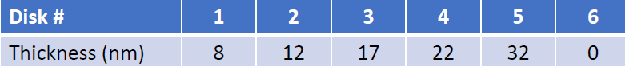 Disk # 1 2 3 4 5 6
Thickness (nm) 8 12 17 22 32 0